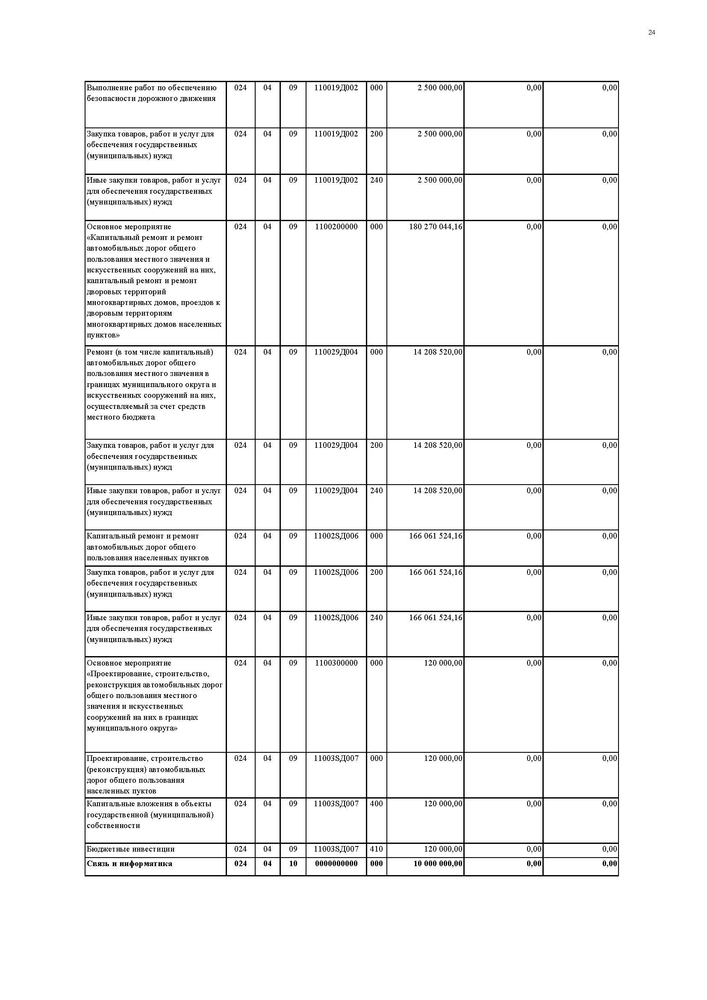 24
Выполнение работ по обеспечению 024 04 09 110019Д002 000 2 500 000,00 0,00 0,00
безопасности дорожного движения
Закупка товаров, работ и услуг для 024 04 09 110019Д002 200 2 500 000,00 0,00 0,00
обеспечения государственных
(муниципальных) нужд
Иные закупки товаров, работ и услуг 024 04 09 110019Д002 240 2 500 000,00 0,00 0,00
для обеспечения государственных
(муниципальных) нужд
Основное мероприятие 024 04 09 1100200000 000 180 270 044,16 0,00 0,00
«Капитальный ремонт и ремонт
автомобильных дорог общего
пользования местного значения и
искусственных сооружений на них,
капитальный ремонт и ремонт
дворовых территорий
многоквартирных домов, проездов к
дворовым территориям
многоквартирных домов населенных
пунктов»
Ремонт (в том числе капитальный) 024 04 09 110029Д004 000 14 208 520,00 0,00 0,00
автомобильных дорог общего
пользования местного значения в
границах муниципального округа и
искусственных сооружений на них,
осуществляемый за счет средств
местного бюджета
Закупка товаров, работ и услуг для 024 04 09 110029Д004 200 14 208 520,00 0,00 0,00
обеспечения государственных
(муниципальных) нужд
Иные закупки товаров, работ и услуг 024 04 09 110029Д004 240 14 208 520,00 0,00 0,00
для обеспечения государственных
(муниципальных) нужд
Капитальный ремонт и ремонт 024 04 09 11002SД006 000 166 061 524,16 0,00 0,00
автомобильных дорог общего
пользования населенных пунктов
Закупка товаров, работ и услуг для 024 04 09 11002SД006 200 166 061 524,16 0,00 0,00
обеспечения государственных
(муниципальных) нужд
Иные закупки товаров, работ и услуг 024 04 09 11002SД006 240 166 061 524,16 0,00 0,00
для обеспечения государственных
(муниципальных) нужд
Основное мероприятие 024 04 09 1100300000 000 120 000,00 0,00 0,00
«Проектирование, строительство,
реконструкция автомобильных дорог
общего пользования местного
значения и искусственных
сооружений на них в границах
муниципального округа»
Проектирование, строительство 024 04 09 11003SД007 000 120 000,00 0,00 0,00
(реконструкция) автомобильных
дорог общего пользования
населенных пуктов
Капитальные вложения в объекты 024 04 09 11003SД007 400 120 000,00 0,00 0,00
государственной (муниципальной)
собственности
Бюджетные инвестиции 024 04 09 11003SД007 410 120 000,00 0,00 0,00
Связь и информатика 024 04 10 0000000000 000 10 000 000,00 0,00 0,00